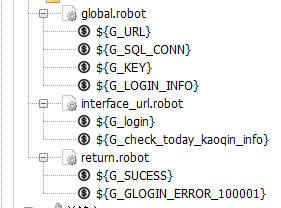 global.robot
${G_URL}
${G_SQL_CONN}
${G_KEY}
${G_LOGIN_INFO}
interface_url.robot
${G_login}
${G_check_today_kaoqin_info}
return.robot
${G_SUCESS}
${G_GLOGIN_ERROR_100001}